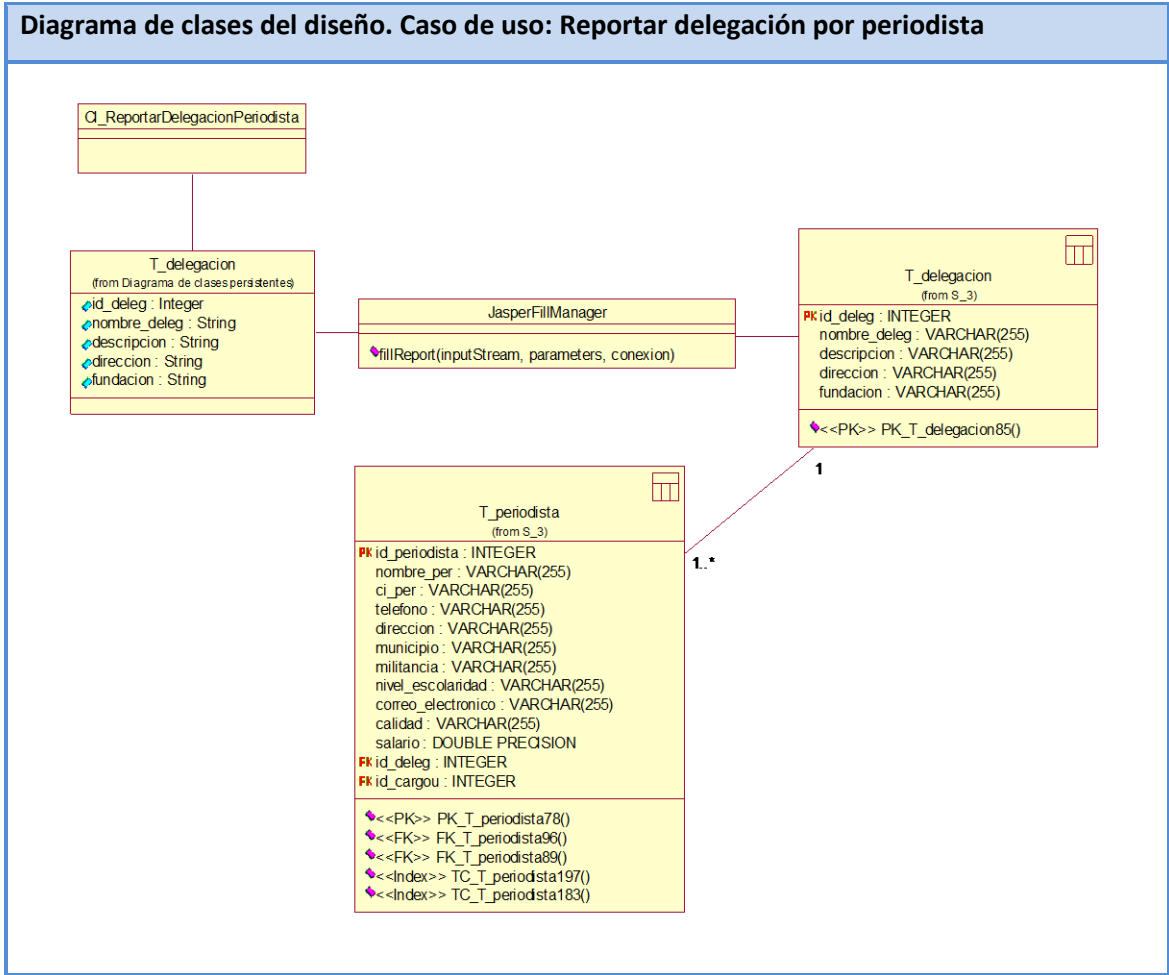 Diagrama de clases del diseño. Caso de uso: Reportar delegación por periodista
CI_ReportarDelegacionPeriodista
T_delegacion
(from Diagrama de clases persistentes)
id_deleg : Integer
nombre_deleg : String
descripcion : String
direccion : String
fundacion : String
JasperFillManager
fillReport(inputStream, parameters, conexion)
T_delegacion
(from S_3)
PK id_deleg : INTEGER
nombre_deleg : VARCHAR(255)
descripcion : VARCHAR(255)
direccion : VARCHAR(255)
fundacion : VARCHAR(255)
<<PK>> PK_T_delegacion85()
1
1..*
T_periodista
(from S_3)
PK id_periodista : INTEGER
nombre_per : VARCHAR(255)
ci_per : VARCHAR(255)
telefono : VARCHAR(255)
direccion : VARCHAR(255)
municipio : VARCHAR(255)
militancia : VARCHAR(255)
nivel_escolaridad : VARCHAR(255)
correo_electronico : VARCHAR(255)
calidad : VARCHAR(255)
salario : DOUBLE PRECISION
FK id_deleg : INTEGER
FK id_cargou : INTEGER
<<PK>> PK_T_periodista78()
<<FK>> FK_T_periodista96()
<<FK>> FK_T_periodista89()
<<Index>> TC_T_periodista197()
<<Index>> TC_T_periodista183()